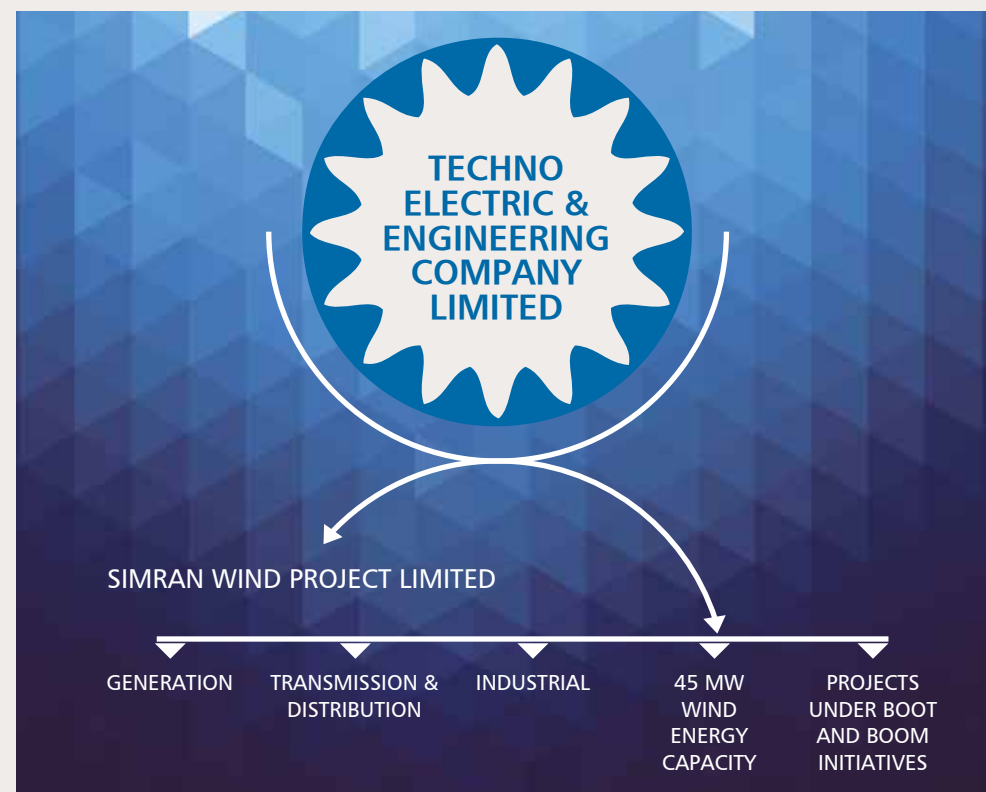 TECHNO
ELECTRIC &
ENGINEERING
COMPANY
LIMITED
SIMRAN WIND PROJECT LIMITED
GENERATION
TRANSMISSION &
DISTRIBUTION
INDUSTRIAL
45 MW
WIND
ENERGY
CAPACITY
PROJECTS
UNDER BOOT
AND BOOM
INITIATIVES